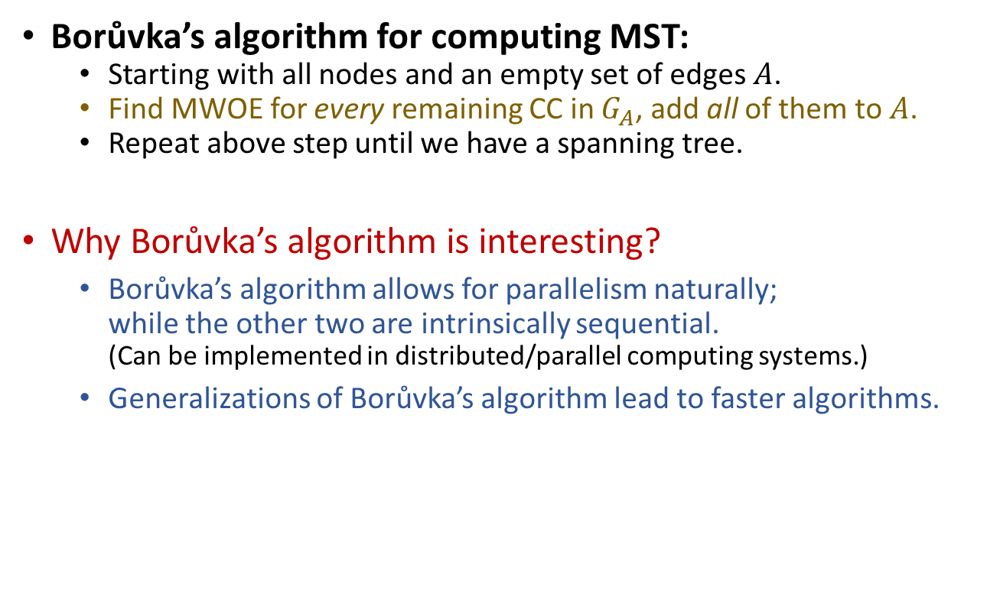 • Borůvka’s algorithm for computing MST:
• Starting with all nodes and an empty set of edges A.
• Find MWOE for every remaining CC in G_A, add all of them to A.
• Repeat above step until we have a spanning tree.
• Why Borůvka’s algorithm is interesting?
• Borůvka’s algorithm allows for parallelism naturally;
while the other two are intrinsically sequential.
(Can be implemented in distributed/parallel computing systems.)
• Generalizations of Borůvka’s algorithm lead to faster algorithms.